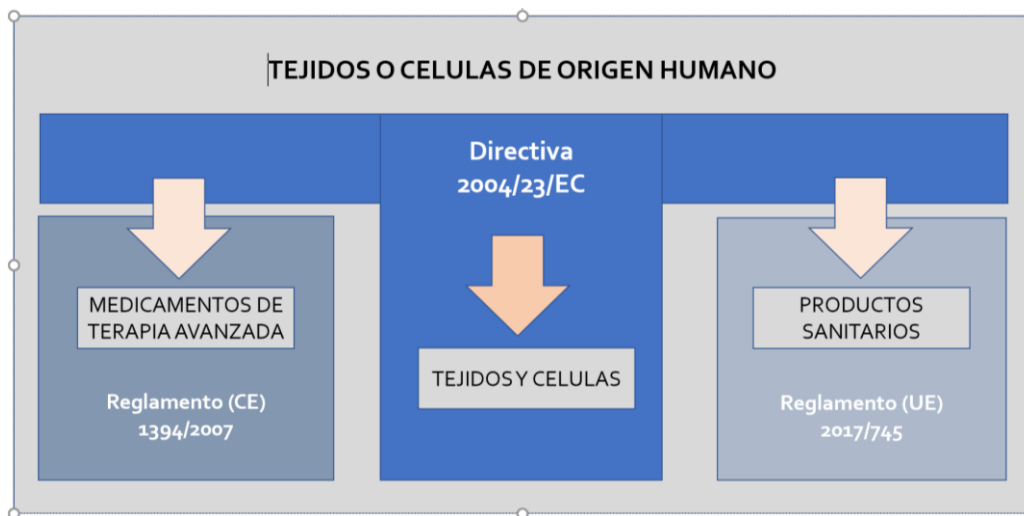 TEJIDOS O CELULAS DE ORIGEN HUMANO
Directiva
2004/23/EC
MEDICAMENTOS DE
TERAPIA AVANZADA
Reglamento (CE)
1394/2007
TEJIDOS Y CELULAS
PRODUCTOS
SANITARIOS
Reglamento (UE)
2017/745